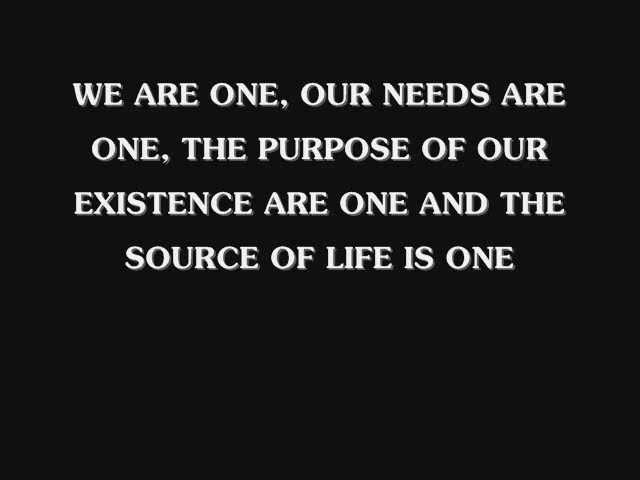 WE ARE ONE, OUR NEEDS ARE
ONE, THE PURPOSE OF OUR
EXISTENCE ARE ONE AND THE
SOURCE OF LIFE IS ONE